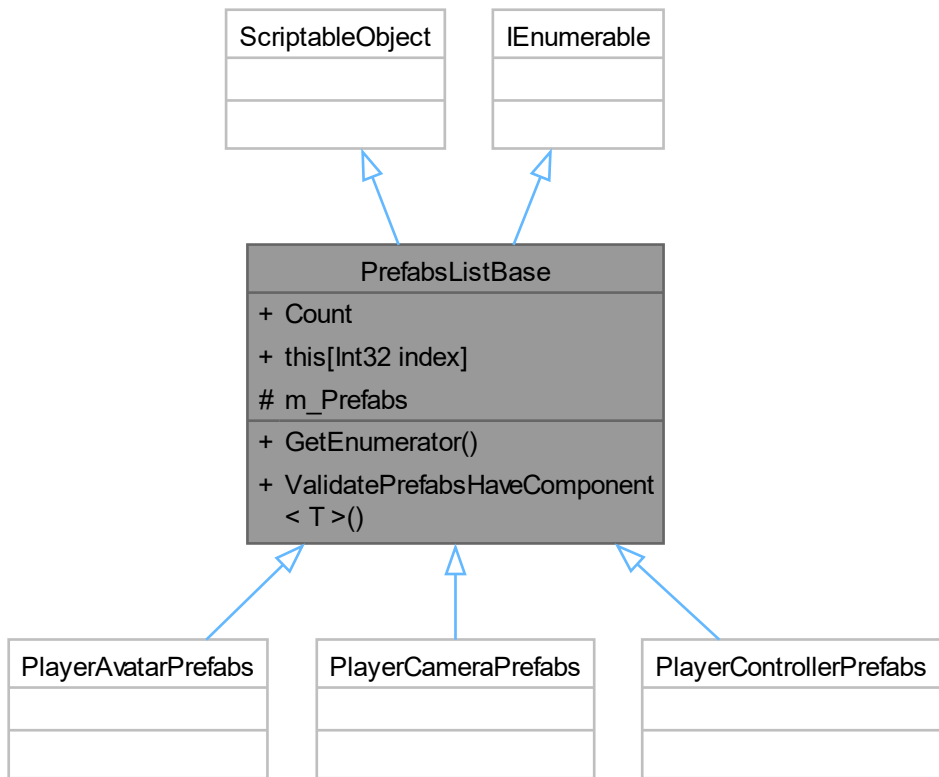 ScriptableObject
IEnumerable
PrefabsListBase
+ Count
+ this[Int32 index]
# m_Prefabs
+ GetEnumerator()
+ ValidatePrefabsHaveComponent
< T >()
PlayerAvatarPrefabs
PlayerCameraPrefabs
PlayerControllerPrefabs